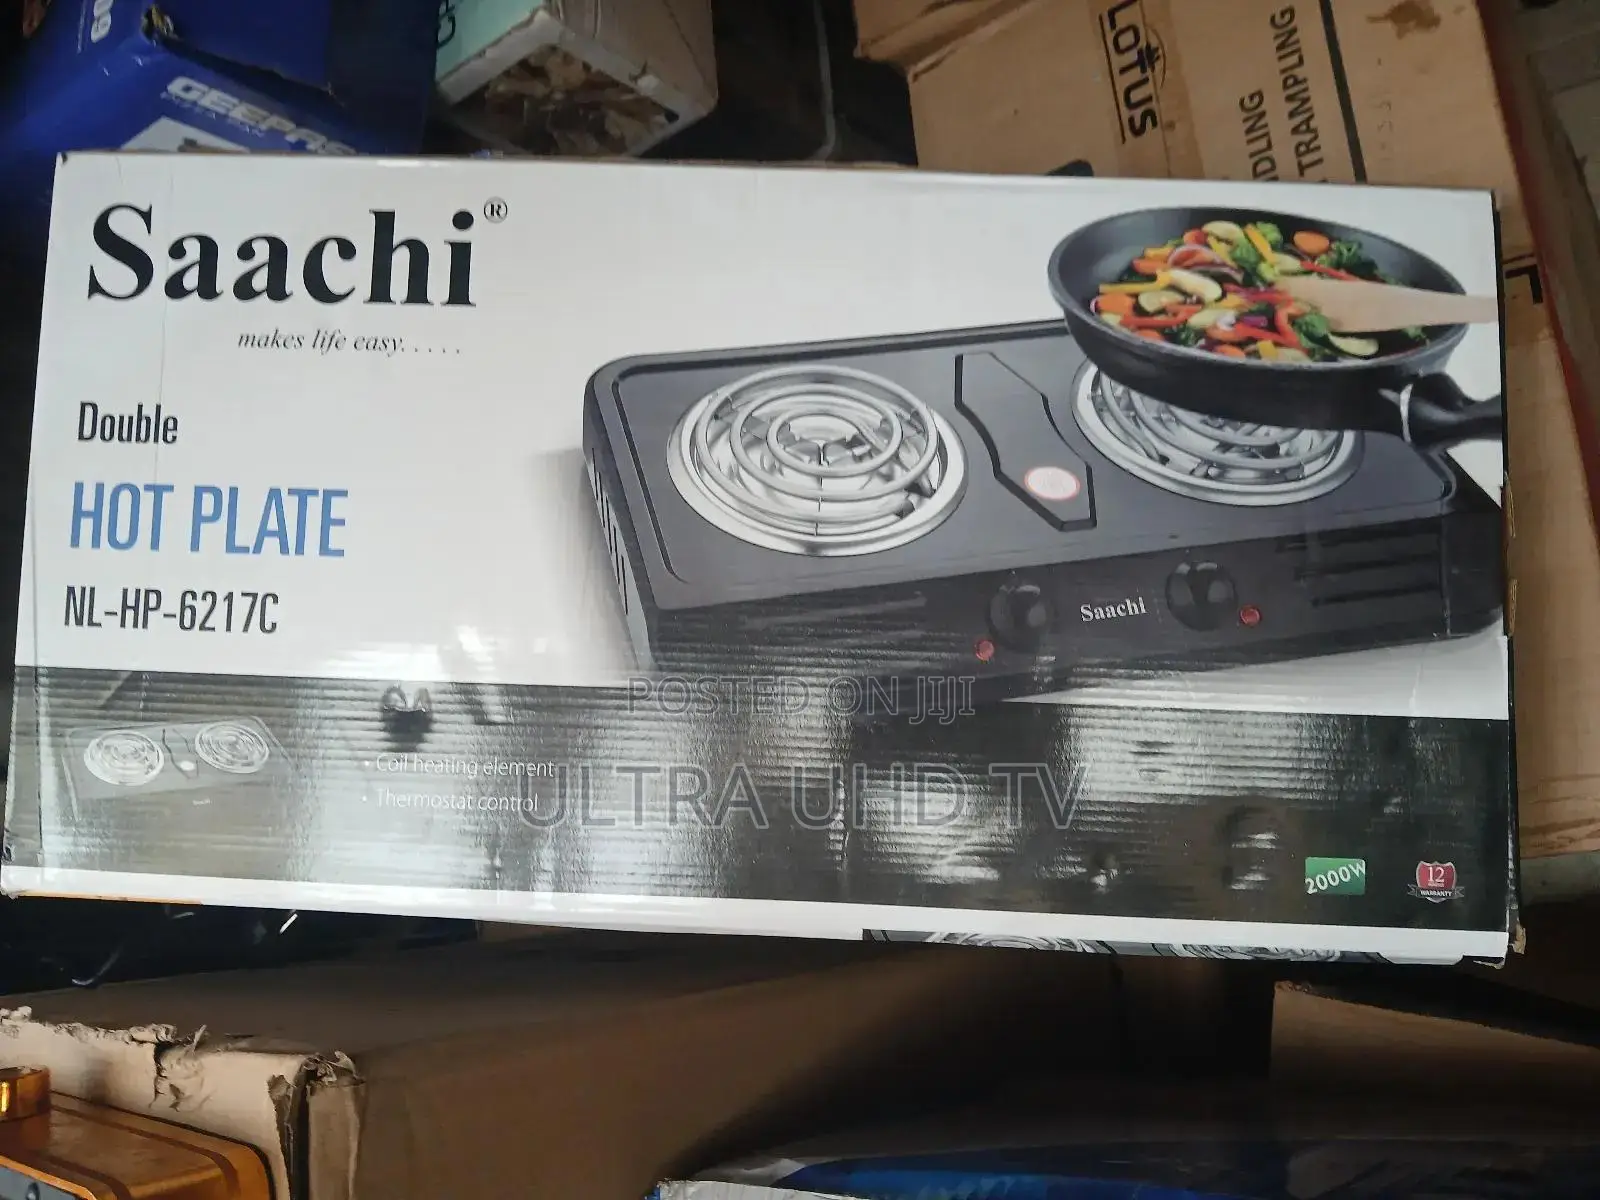 GEEPAS
LOTUS
TRAMPLING
Saachi®
makes life easy.....
Double
HOT PLATE
NL-HP-6217C
Saachi
POSTED ON JIJI
• Coil heating element
• Thermostat control
ULTRA UHD TV
2000W
12
WARRANTY